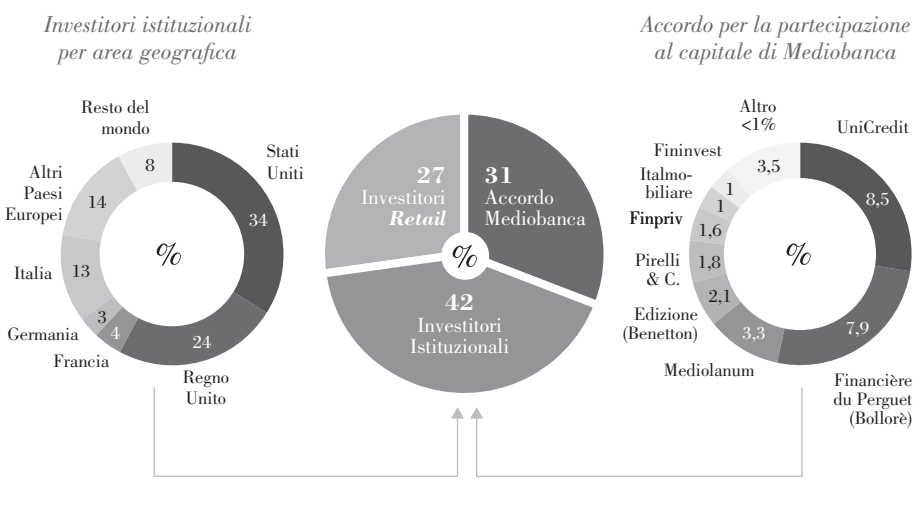 Investitori istituzionali
per area geografica
Resto del
mondo
8
Stati
Uniti
34
Altri
Paesi
Europei
14
Italia
13
Germania
3
Francia
4
Regno
Unito
24
%
27
Investitori
Retail
31
Accordo
Mediobanca
%
42
Investitori
Istituzionali
Accordo per la partecipazione
al capitale di Mediobanca
Altro
<1%
3,5
UniCredit
8,5
Fininvest
1
Italmo-
biliare
1
Finpriv
1,6
Pirelli
& C.
1,8
Edizione
(Benetton)
2,1
Mediolanum
3,3
Financière
du Perguet
(Bollorè)
7,9
%